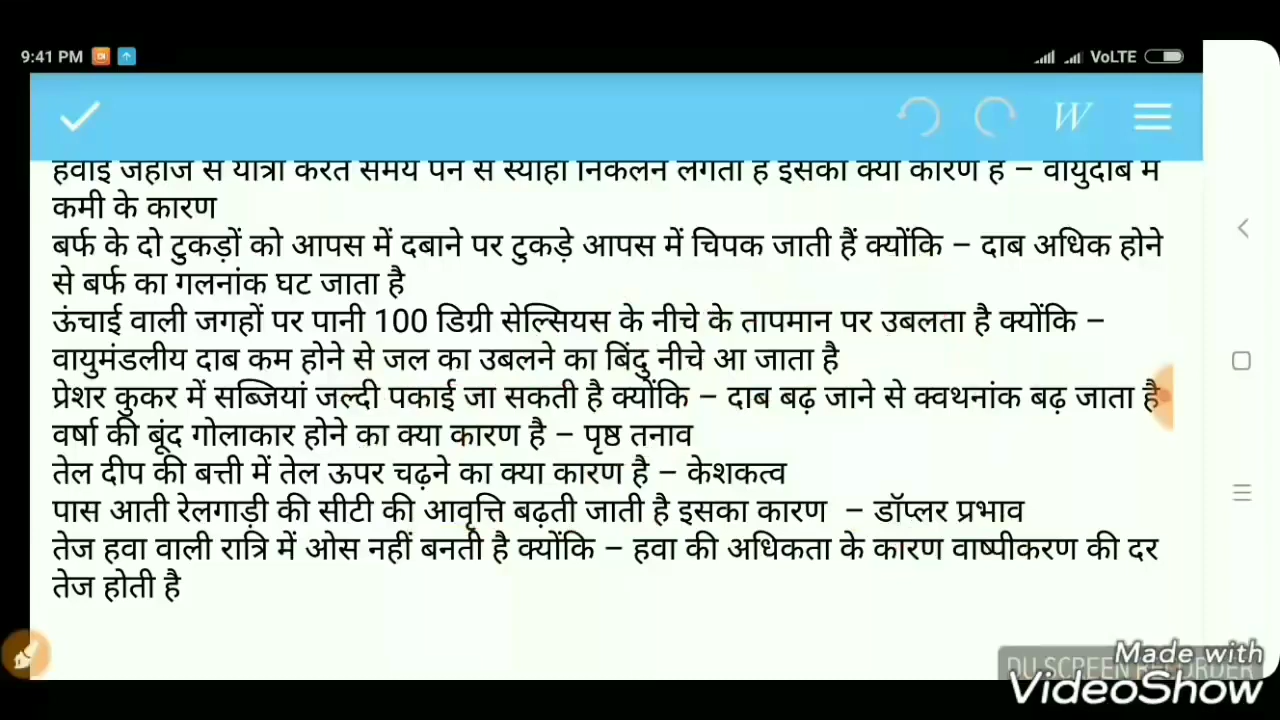 9:41 PM VoLTE
W
हवाई जहाज से यात्रा करते समय पेन से स्याही निकलने लगती है इसका क्या कारण है – वायुदाब में
कमी के कारण
बर्फ के दो टुकड़ों को आपस में दबाने पर टुकड़े आपस में चिपक जाती हैं क्योंकि – दाब अधिक होने
से बर्फ का गलनांक घट जाता है
ऊंचाई वाली जगहों पर पानी 100 डिग्री सेल्सियस के नीचे के तापमान पर उबलता है क्योंकि –
वायुमंडलीय दाब कम होने से जल का उबलने का बिंदु नीचे आ जाता है
प्रेशर कुकर में सब्जियां जल्दी पकाई जा सकती है क्योंकि – दाब बढ़ जाने से क्वथनांक बढ़ जाता है
वर्षा की बूंद गोलाकार होने का क्या कारण है – पृष्ठ तनाव
तेल दीप की बत्ती में तेल ऊपर चढ़ने का क्या कारण है – केशकत्व
पास आती रेलगाड़ी की सीटी की आवृत्ति बढ़ती जाती है इसका कारण – डॉप्लर प्रभाव
तेज हवा वाली रात्रि में ओस नहीं बनती है क्योंकि – हवा की अधिकता के कारण वाष्पीकरण की दर
तेज होती है
DU SCREEN RECORDER
Made with
VideoShow